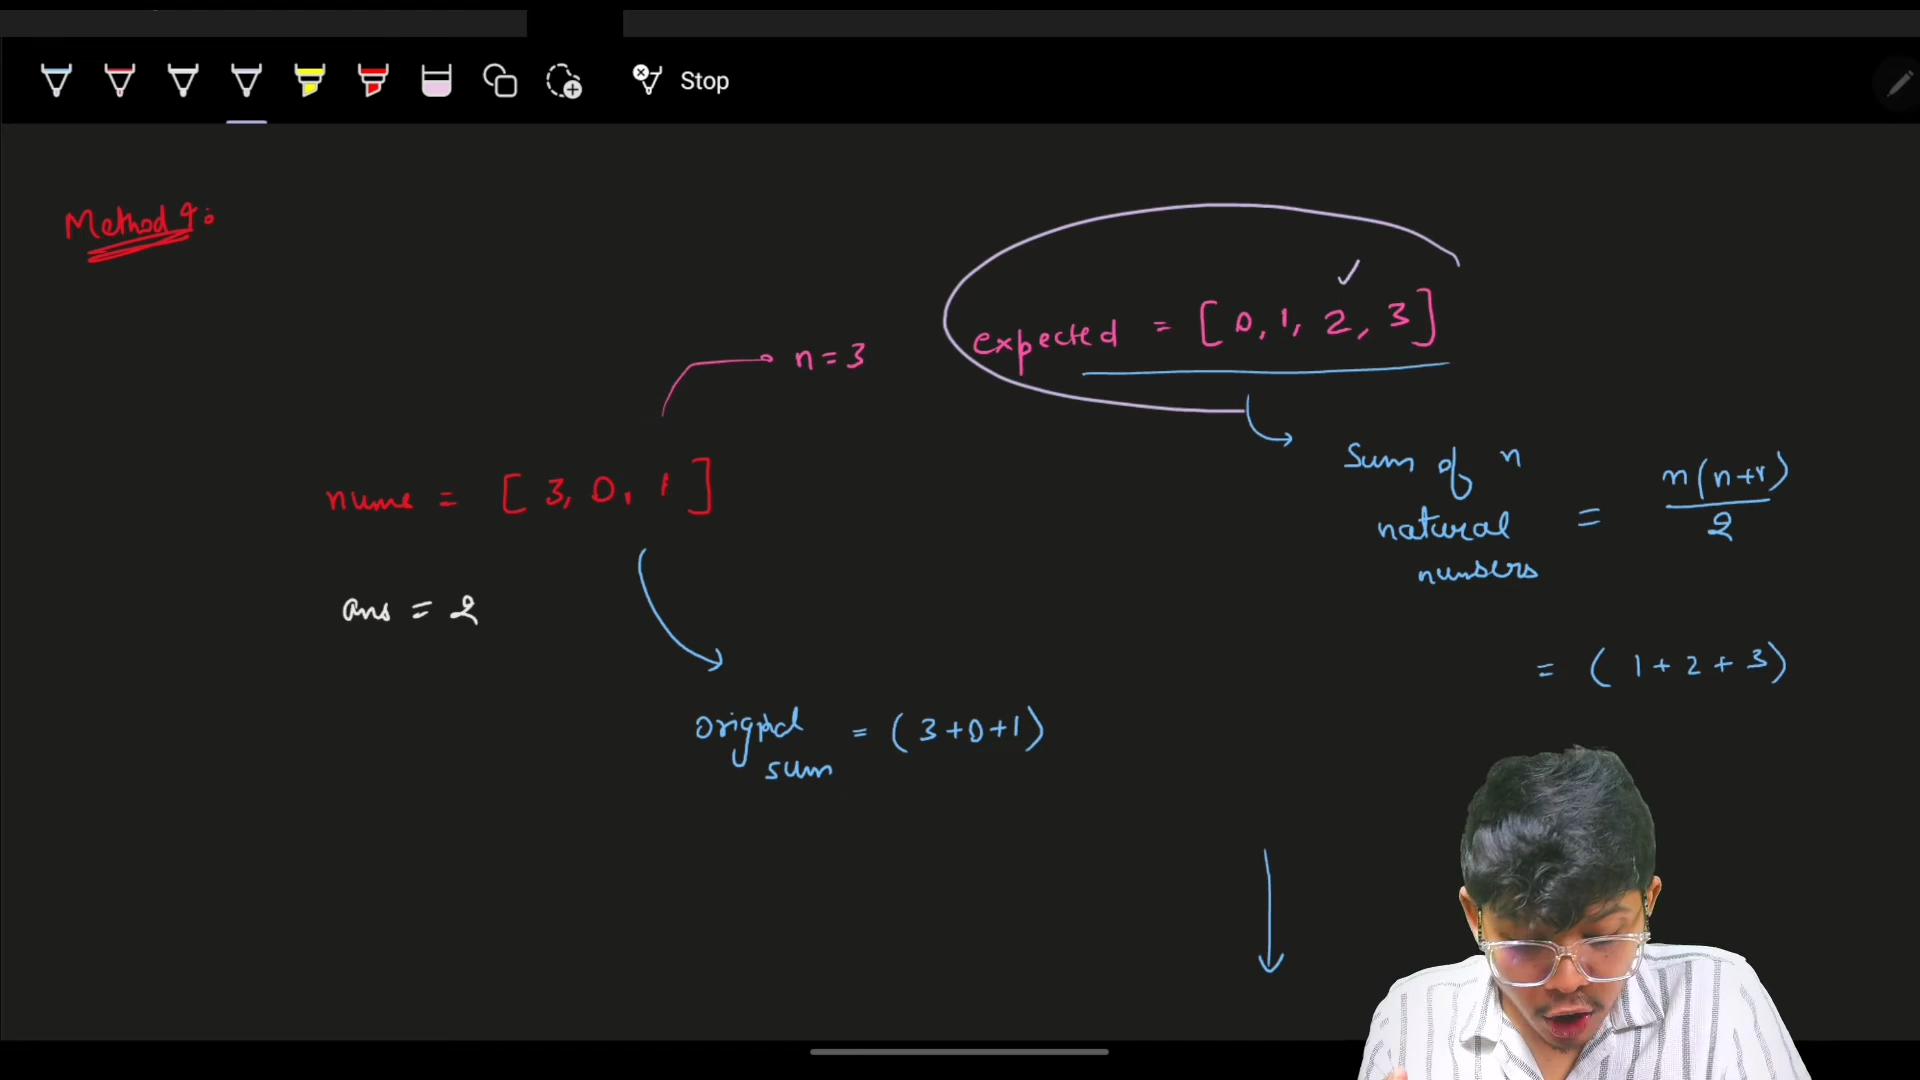 Stop
Method 4:
expected = [0, 1, 2, 3]
n = 3
nums = [3, 0, 1]
Sum of n
natural
numbers
= n(n+1)
2
ans = 2
= (1 + 2 + 3)
original
sum
= (3+0+1)